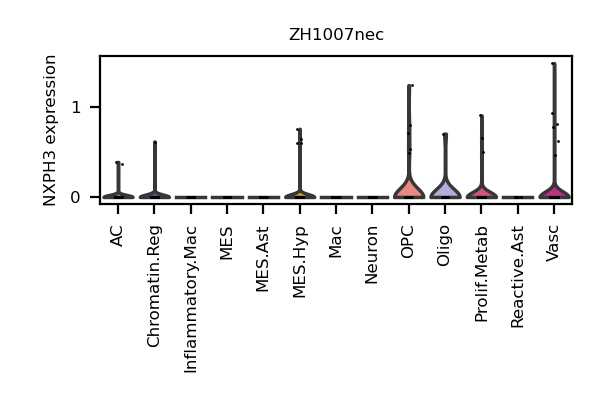 ZH1007nec
NXPH3 expression
1
0
AC
Chromatin.Reg
Inflammatory.Mac
MES
MES.Ast
MES.Hyp
Mac
Neuron
OPC
Oligo
Prolif.Metab
Reactive.Ast
Vasc